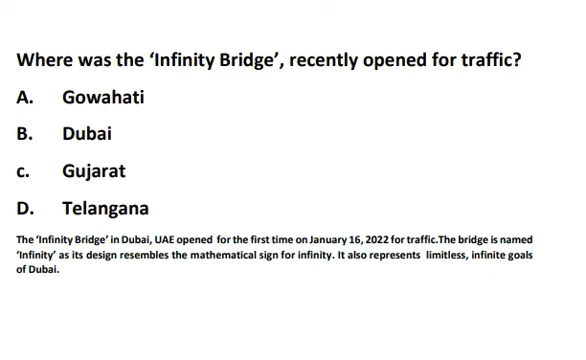 Where was the ‘Infinity Bridge’, recently opened for traffic?
A. Gowahati
B. Dubai
c. Gujarat
D. Telangana
The ‘Infinity Bridge’ in Dubai, UAE opened for the first time on January 16, 2022 for traffic.The bridge is named
‘Infinity’ as its design resembles the mathematical sign for infinity. It also represents limitless, infinite goals
of Dubai.